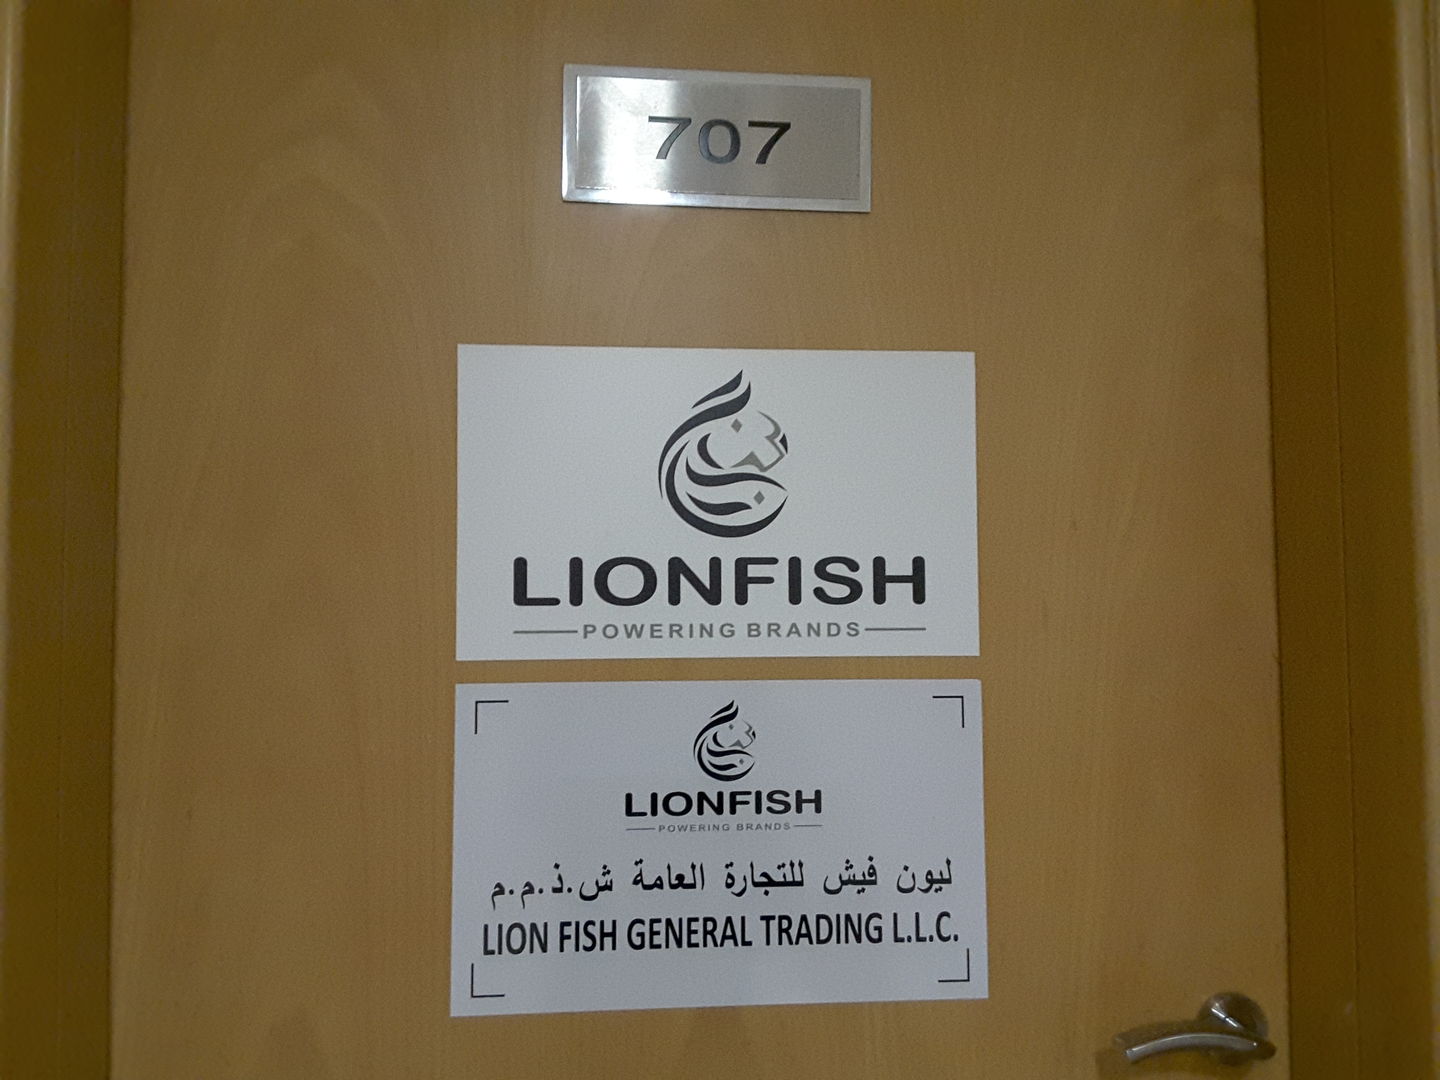 707
LIONFISH
POWERING BRANDS
LIONFISH
POWERING BRANDS
ليون فيش للتجارة العامة ش.ذ.م.م
LION FISH GENERAL TRADING L.L.C.